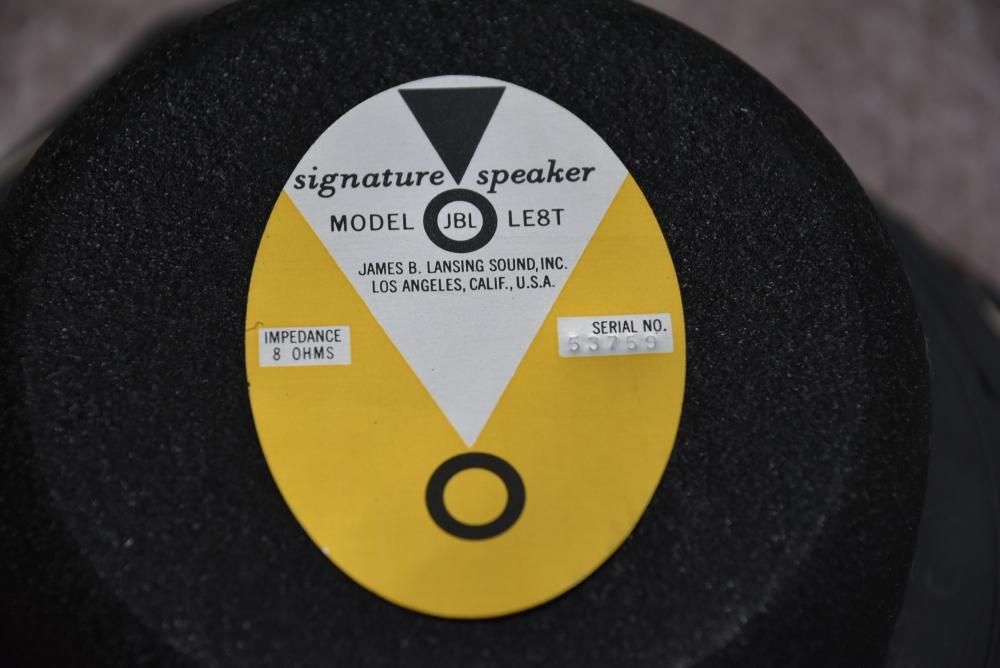 signature speaker
MODEL JBL LE8T
JAMES B. LANSING SOUND, INC.
LOS ANGELES, CALIF., U.S.A.
IMPEDANCE
8 OHMS
SERIAL NO.
53759